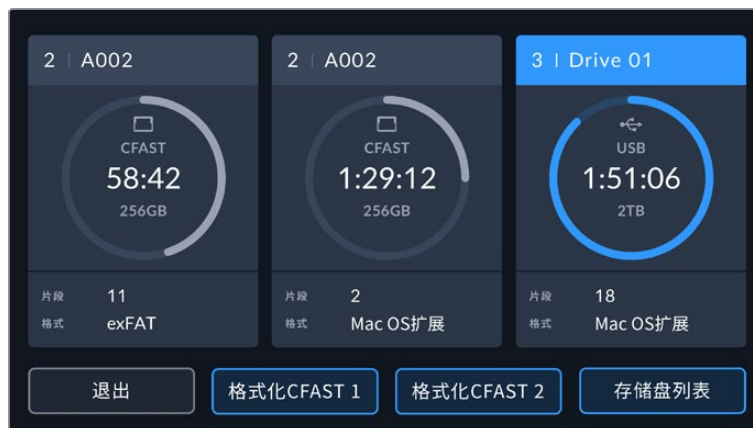 2 | A002
CFAST
58:42
256GB
片段 11
格式 exFAT
2 | A002
CFAST
1:29:12
256GB
片段 2
格式 Mac OS扩展
3 | Drive 01
USB
1:51:06
2TB
片段 18
格式 Mac OS扩展
退出
格式化CFAST 1
格式化CFAST 2
存储盘列表